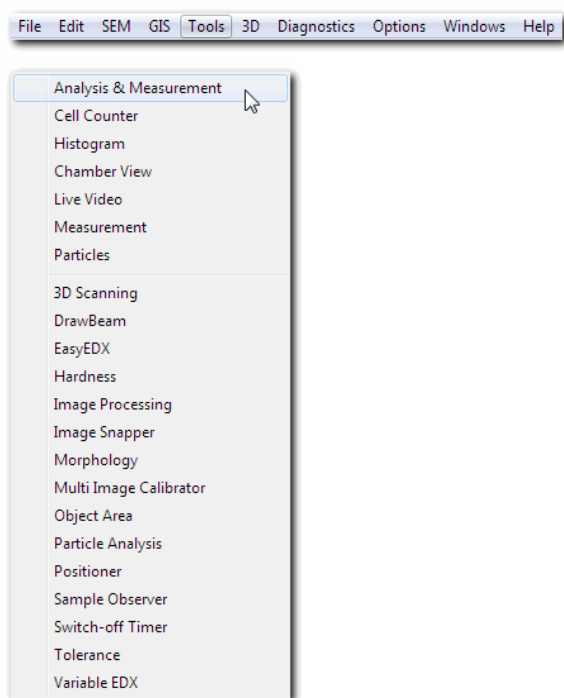 File Edit SEM GIS Tools 3D Diagnostics Options Windows Help
Analysis & Measurement
Cell Counter
Histogram
Chamber View
Live Video
Measurement
Particles
3D Scanning
DrawBeam
EasyEDX
Hardness
Image Processing
Image Snapper
Morphology
Multi Image Calibrator
Object Area
Particle Analysis
Positioner
Sample Observer
Switch-off Timer
Tolerance
Variable EDX